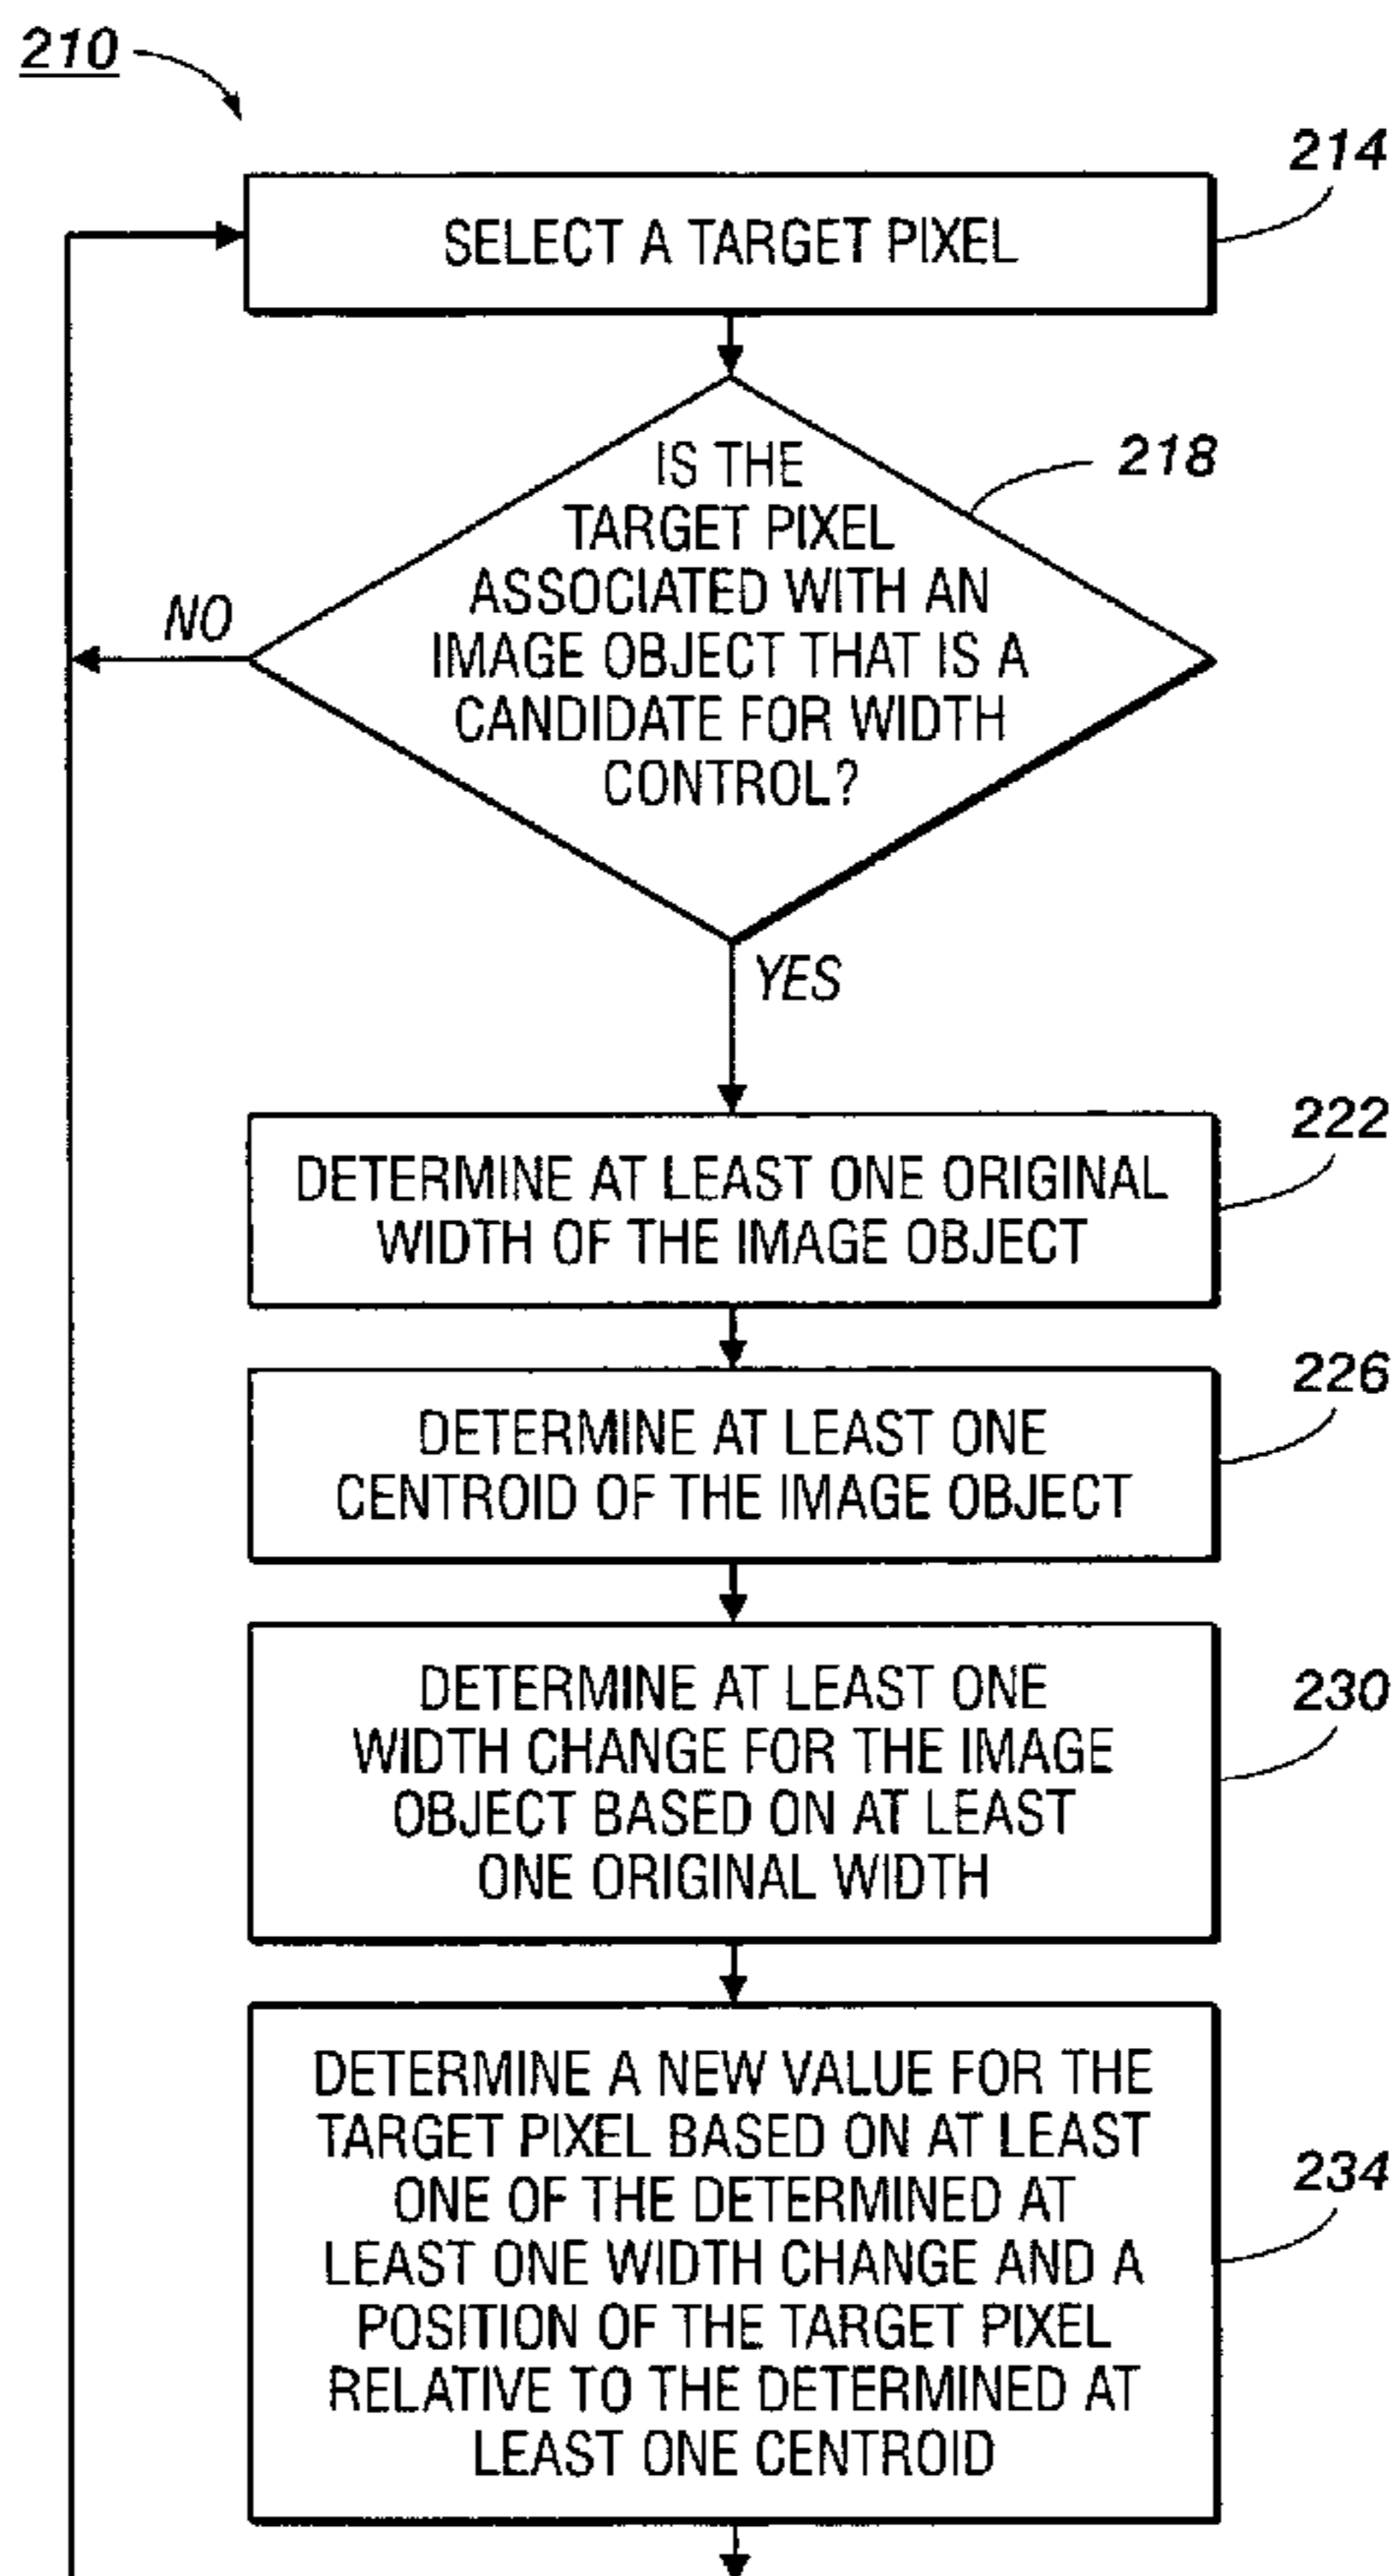 210
214
SELECT A TARGET PIXEL
218
IS THE
TARGET PIXEL
ASSOCIATED WITH AN
IMAGE OBJECT THAT IS A
CANDIDATE FOR WIDTH
CONTROL?
NO
YES
222
DETERMINE AT LEAST ONE ORIGINAL
WIDTH OF THE IMAGE OBJECT
226
DETERMINE AT LEAST ONE
CENTROID OF THE IMAGE OBJECT
230
DETERMINE AT LEAST ONE
WIDTH CHANGE FOR THE IMAGE
OBJECT BASED ON AT LEAST
ONE ORIGINAL WIDTH
234
DETERMINE A NEW VALUE FOR THE
TARGET PIXEL BASED ON AT LEAST
ONE OF THE DETERMINED AT
LEAST ONE WIDTH CHANGE AND A
POSITION OF THE TARGET PIXEL
RELATIVE TO THE DETERMINED AT
LEAST ONE CENTROID